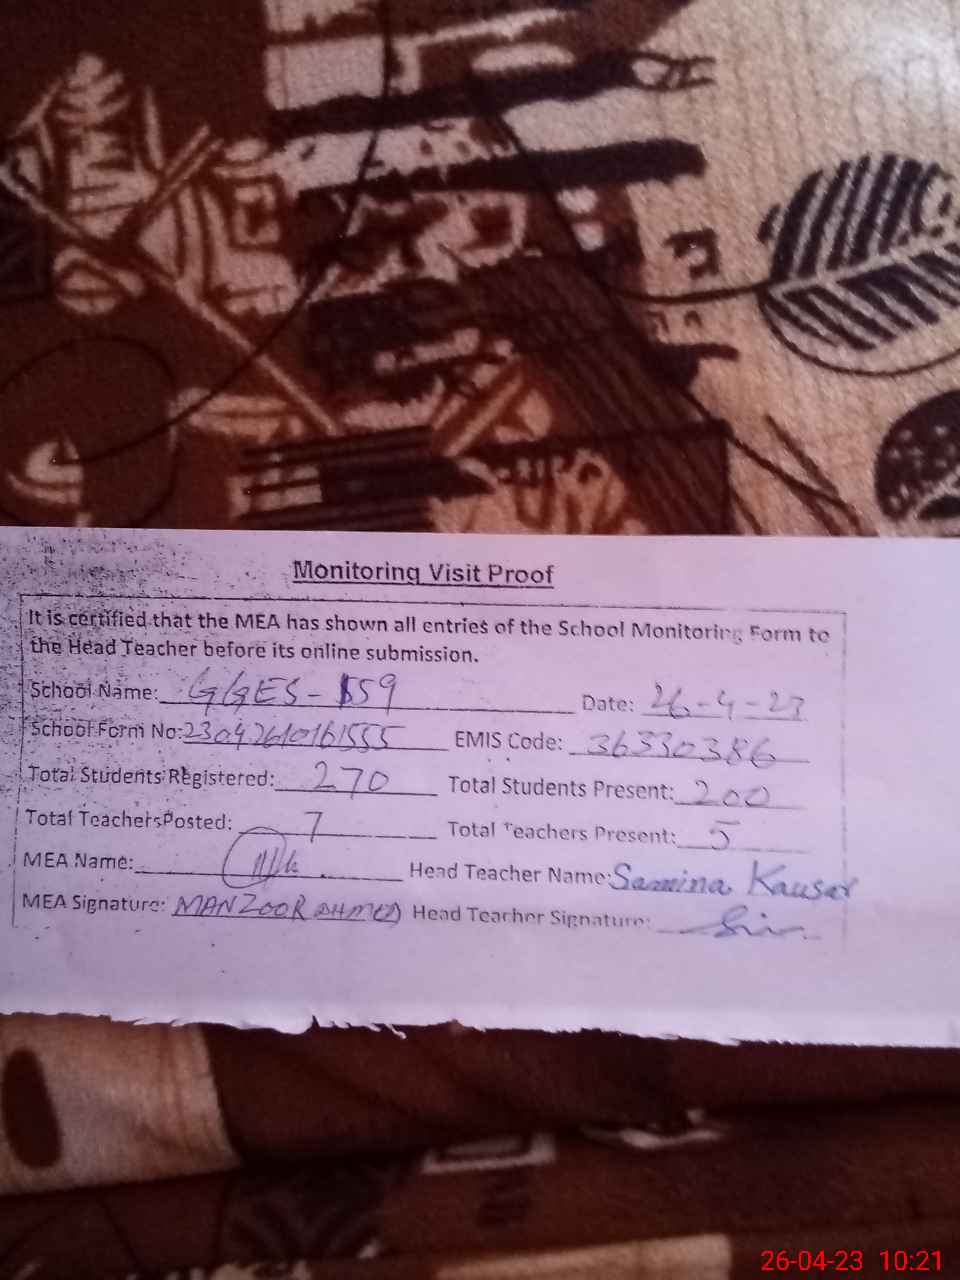 Monitoring Visit Proof
It is certified that the MEA has shown all entries of the School Monitoring Form to
the Head Teacher before its online submission.
School Name: GGES - 559 Date: 26-4-23
School Form No: 23042610161555 EMIS Code: 36330386
Total Students Registered: 270 Total Students Present: 200
Total Teachers Posted: 7 Total Teachers Present: 5
MEA Name: Head Teacher Name: Samina Kausar
MEA Signature: MANZOOR AHMED Head Teacher Signature:
26-04-23 10:21